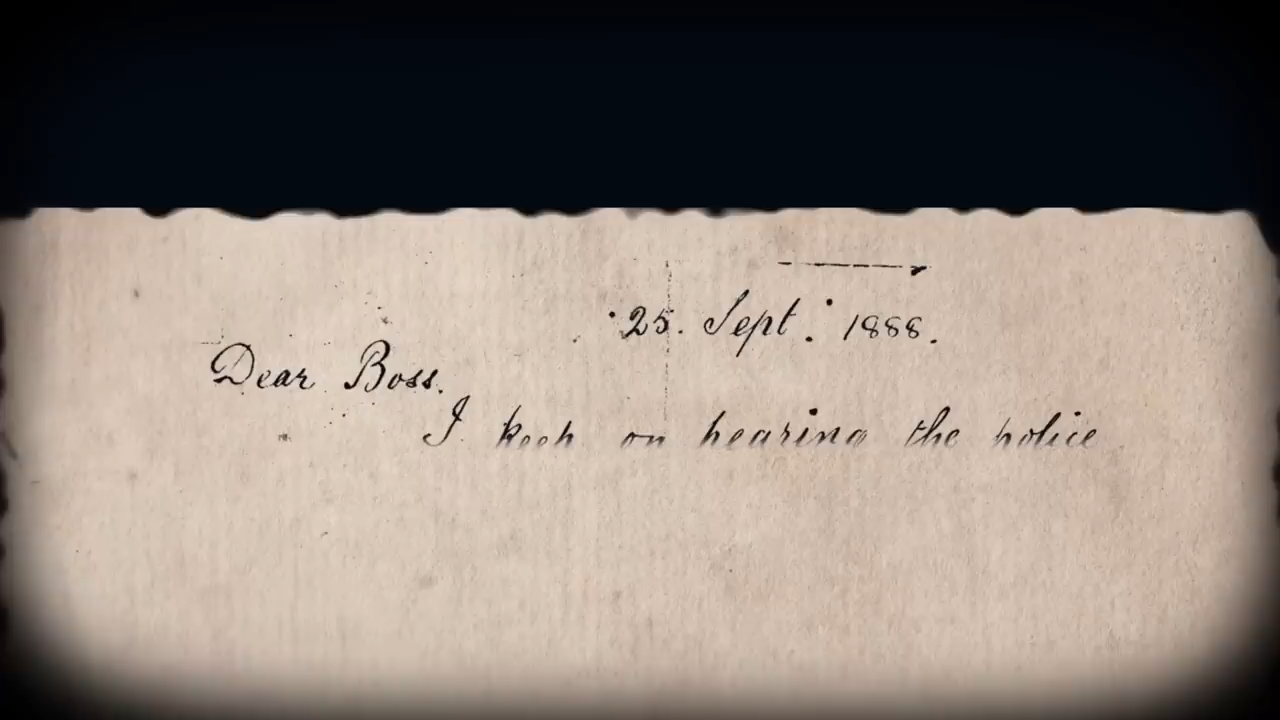 25. Sept. 1888.
Dear Boss.
I keep on hearing the police